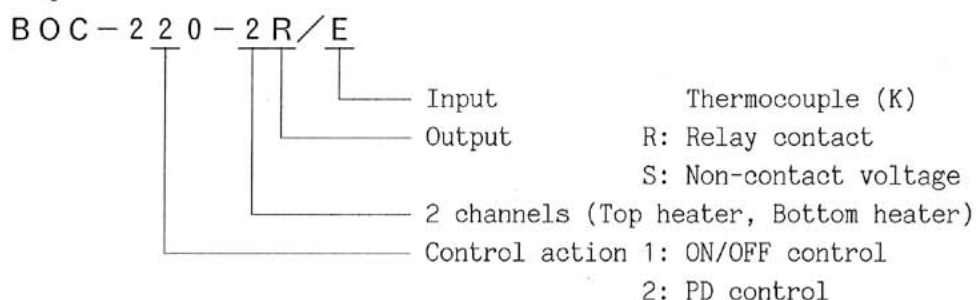 BOC-220-2R/E
Input Thermocouple (K)
Output R: Relay contact
S: Non-contact voltage
2 channels (Top heater, Bottom heater)
Control action 1: ON/OFF control
2: PD control